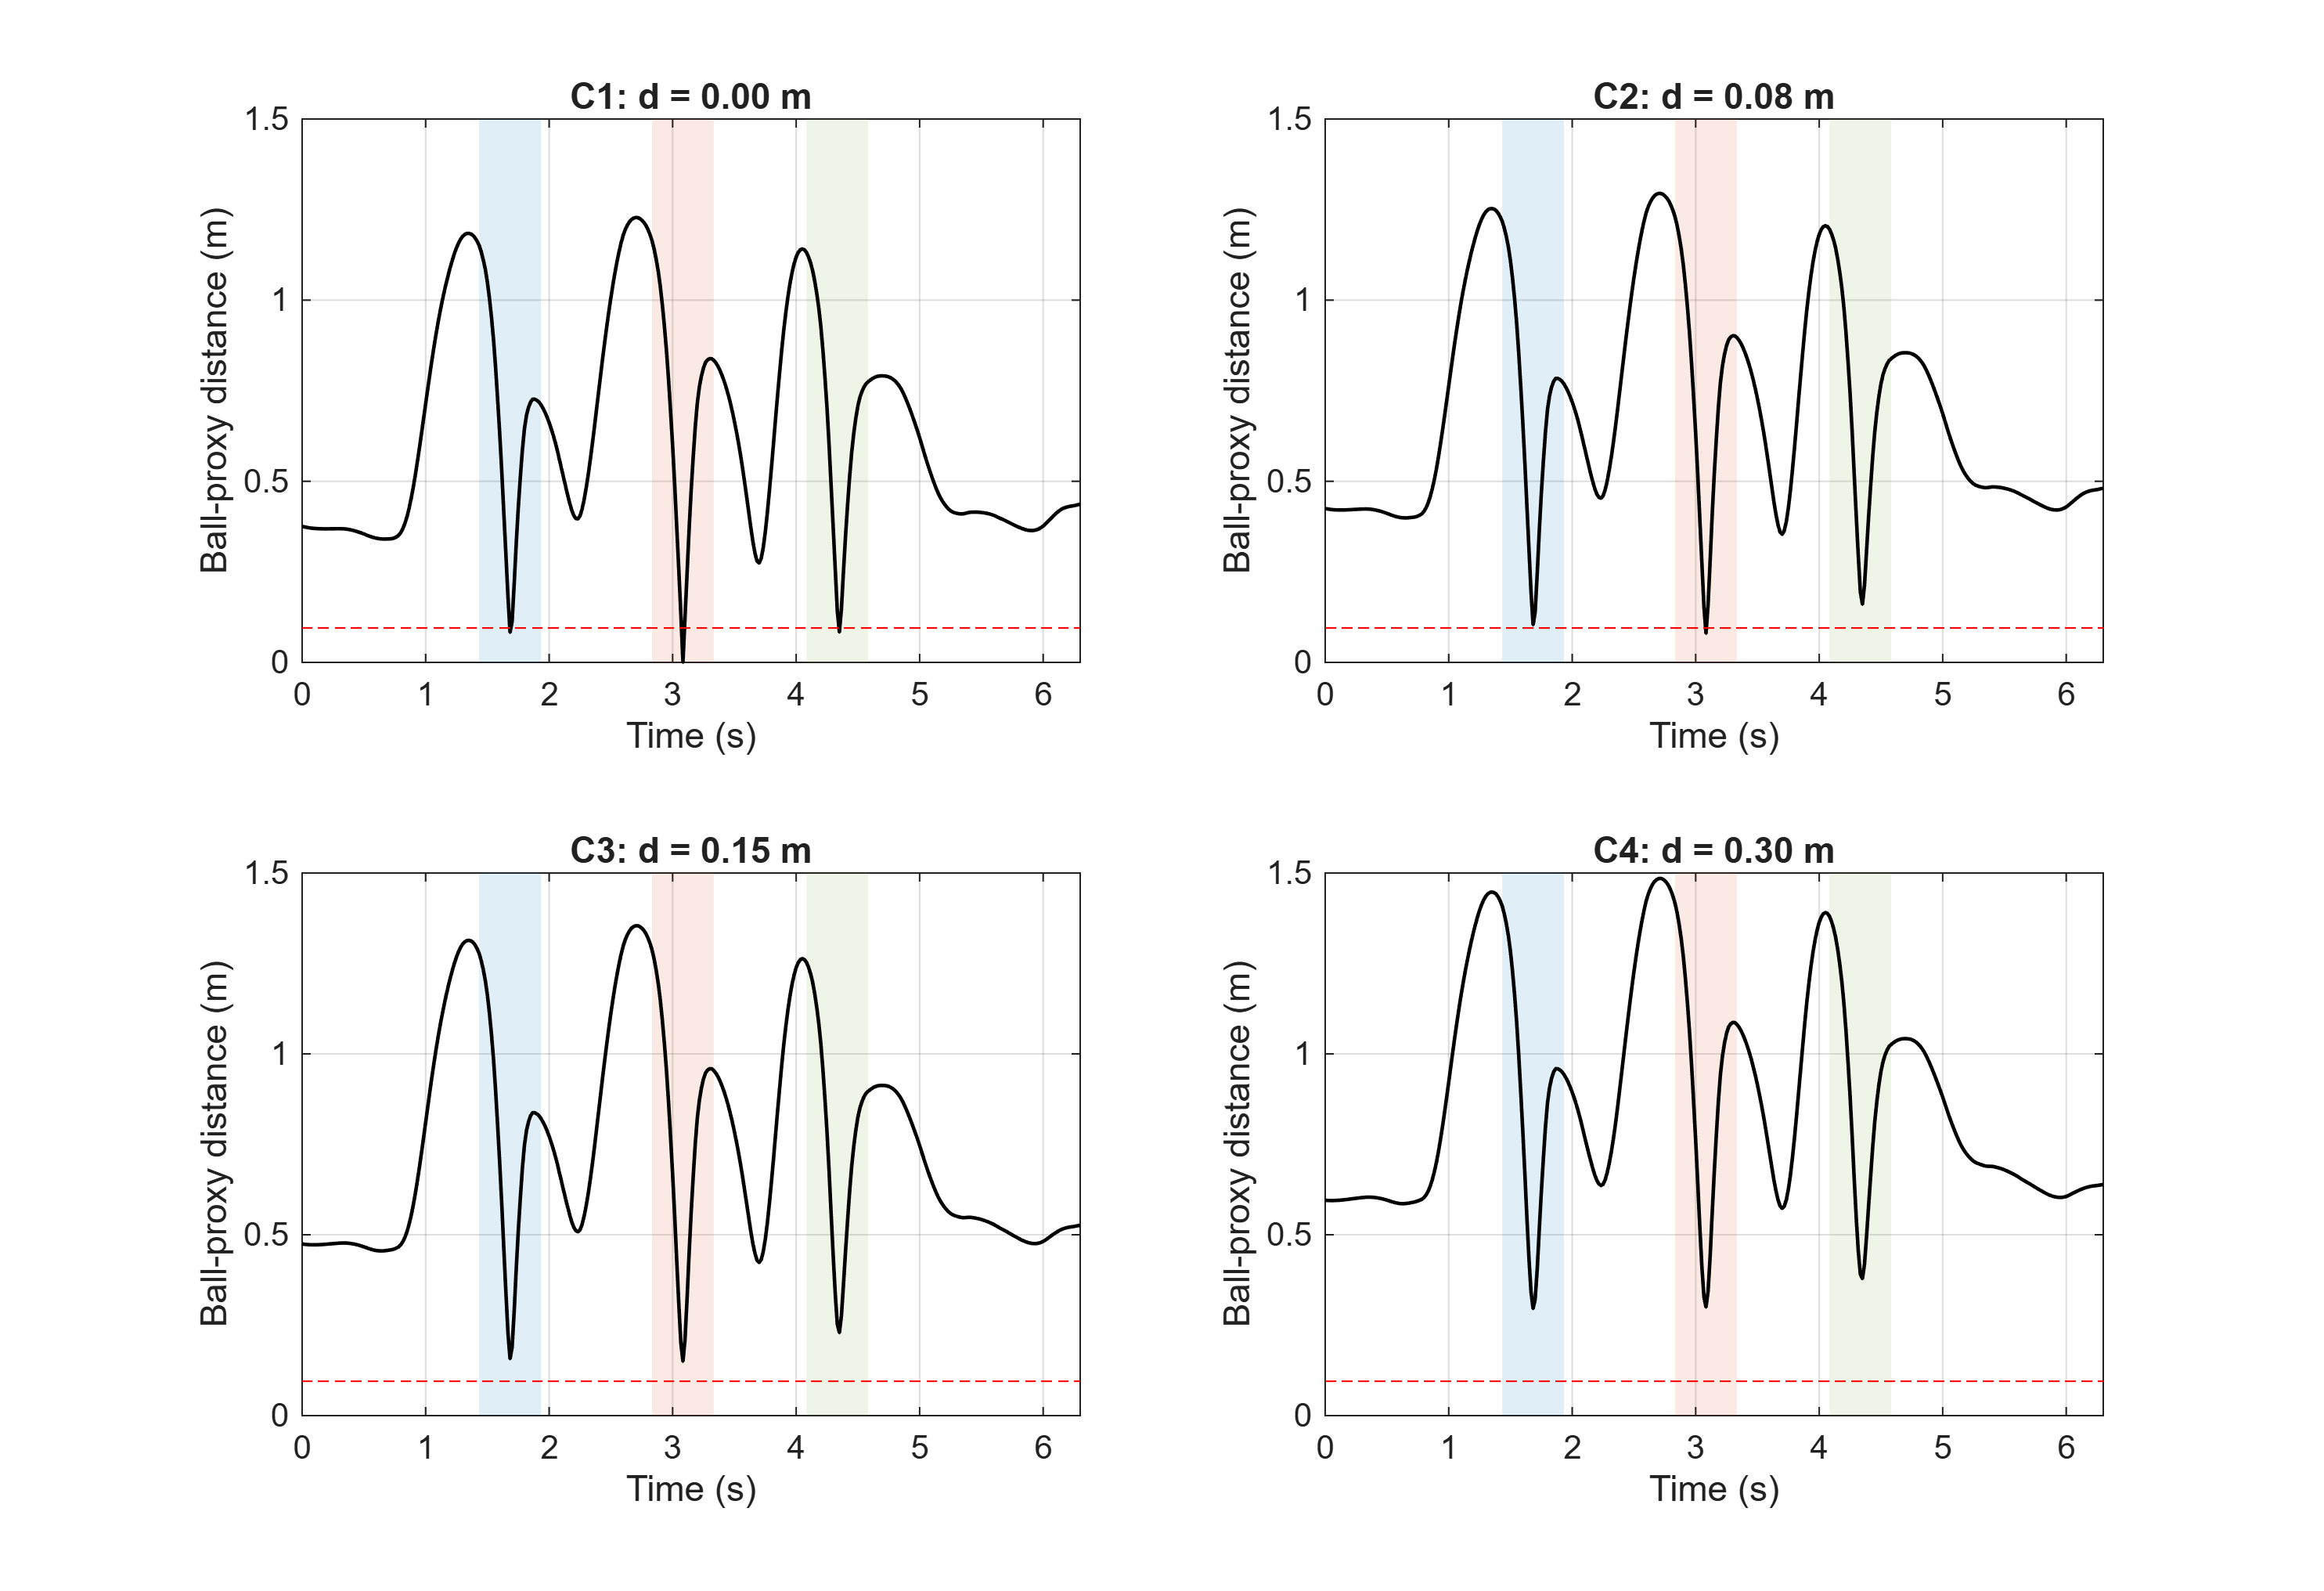 C1: d = 0.00 m
Ball-proxy distance (m)
1.5
1
0.5
0
0 1 2 3 4 5 6
Time (s)
C2: d = 0.08 m
Ball-proxy distance (m)
1.5
1
0.5
0
0 1 2 3 4 5 6
Time (s)
C3: d = 0.15 m
Ball-proxy distance (m)
1.5
1
0.5
0
0 1 2 3 4 5 6
Time (s)
C4: d = 0.30 m
Ball-proxy distance (m)
1.5
1
0.5
0
0 1 2 3 4 5 6
Time (s)